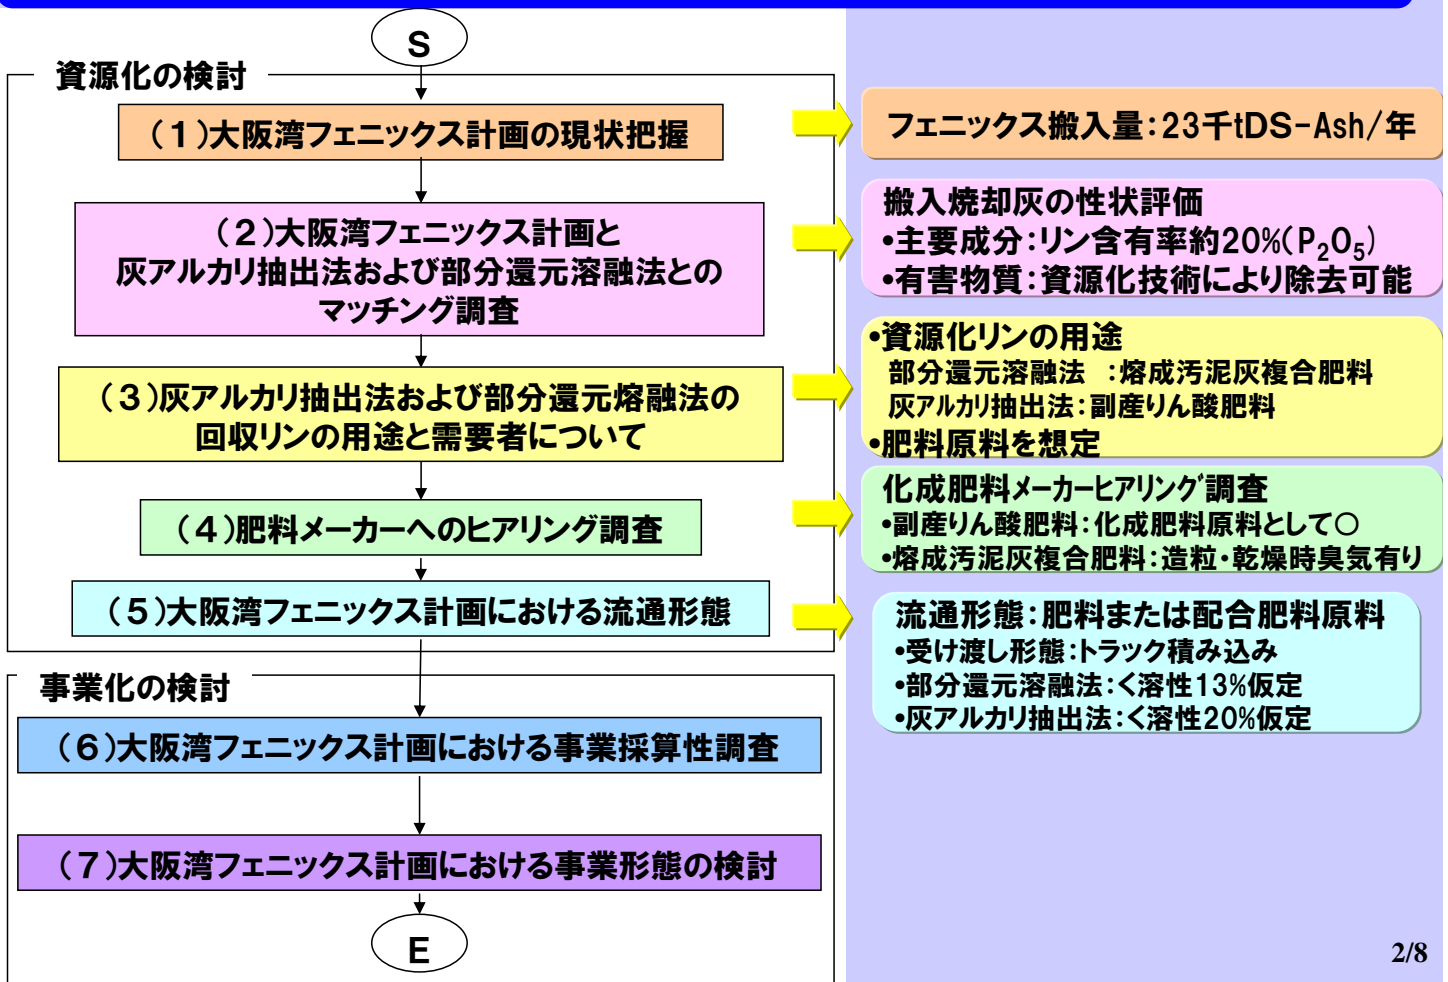 S
資源化の検討
（１）大阪湾フェニックス計画の現状把握
フェニックス搬入量：23千tDS-Ash/年
（２）大阪湾フェニックス計画と
灰アルカリ抽出法および部分還元溶融法との
マッチング調査
搬入焼却灰の性状評価
•主要成分：リン含有率約20%（P₂O₅）
•有害物質：資源化技術により除去可能
（３）灰アルカリ抽出法および部分還元熔融法の
回収リンの用途と需要者について
•資源化リンの用途
部分還元溶融法　：熔成汚泥灰複合肥料
灰アルカリ抽出法：副産りん酸肥料
•肥料原料を想定
（４）肥料メーカーへのヒアリング調査
化成肥料メーカーヒアリング調査
•副産りん酸肥料：化成肥料原料として○
•熔成汚泥灰複合肥料：造粒・乾燥時臭気有り
（５）大阪湾フェニックス計画における流通形態
流通形態：肥料または配合肥料原料
•受け渡し形態：トラック積み込み
•部分還元溶融法：く溶性13%仮定
•灰アルカリ抽出法：く溶性20%仮定
事業化の検討
（６）大阪湾フェニックス計画における事業採算性調査
（７）大阪湾フェニックス計画における事業形態の検討
E
2/8